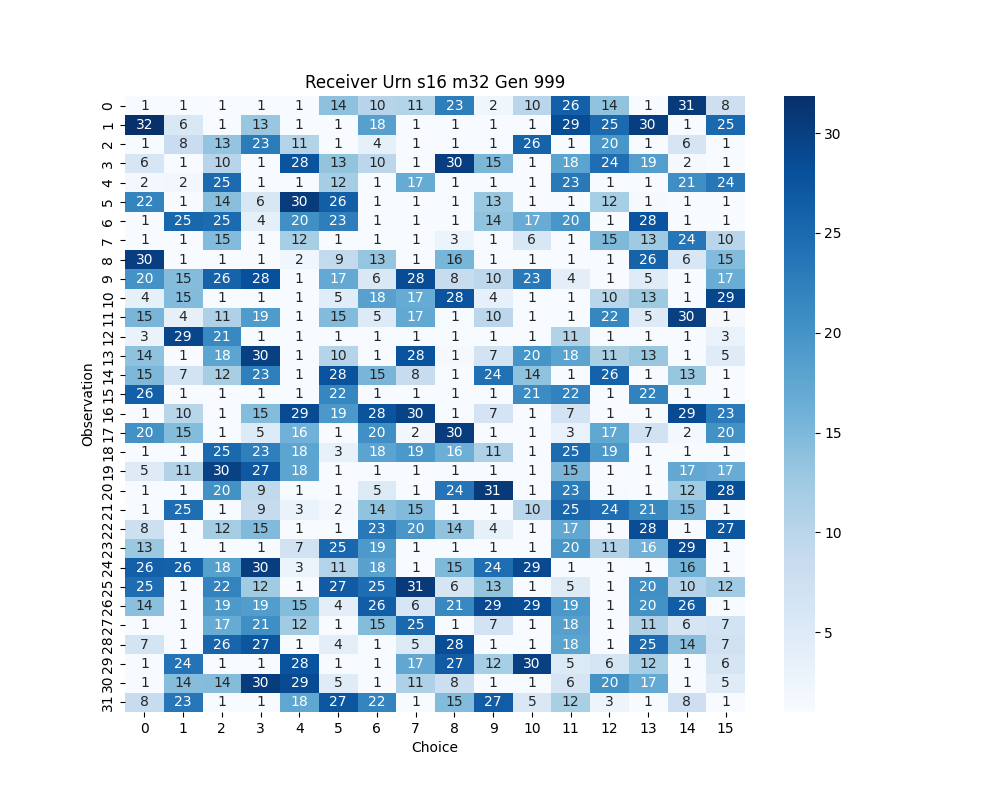 Receiver Urn s16 m32 Gen 999
0 1 1 1 1 1 14 10 11 23 2 10 26 14 1 31 8
1 32 6 1 13 1 1 18 1 1 1 1 29 25 30 1 25
2 1 8 13 23 11 1 4 1 1 1 26 1 20 1 6 1
3 6 1 10 1 28 13 10 1 30 15 1 18 24 19 2 1
4 2 2 25 1 1 12 1 17 1 1 1 23 1 1 21 24
5 22 1 14 6 30 26 1 1 1 13 1 1 12 1 1 1
6 1 25 25 4 20 23 1 1 1 14 17 20 1 28 1 1
7 1 1 15 1 12 1 1 1 3 1 6 1 15 13 24 10
8 30 1 1 1 2 9 13 1 16 1 1 1 1 26 6 15
9 20 15 26 28 1 17 6 28 8 10 23 4 1 5 1 17
10 4 15 1 1 1 5 18 17 28 4 1 1 10 13 1 29
11 15 4 11 19 1 15 5 17 1 10 1 1 22 5 30 1
12 3 29 21 1 1 1 1 1 1 1 1 11 1 1 1 3
13 14 1 18 30 1 10 1 28 1 7 20 18 11 13 1 5
14 15 7 12 23 1 28 15 8 1 24 14 1 26 1 13 1
15 26 1 1 1 1 22 1 1 1 1 21 22 1 22 1 1
16 1 10 1 15 29 19 28 30 1 7 1 7 1 1 29 23
17 20 15 1 5 16 1 20 2 30 1 1 3 17 7 2 20
18 1 1 25 23 18 3 18 19 16 11 1 25 19 1 1 1
19 5 11 30 27 18 1 1 1 1 1 1 15 1 1 17 17
20 1 1 20 9 1 1 5 1 24 31 1 23 1 1 12 28
21 1 25 1 9 3 2 14 15 1 1 10 25 24 21 15 1
22 8 1 12 15 1 1 23 20 14 4 1 17 1 28 1 27
23 13 1 1 1 7 25 19 1 1 1 1 20 11 16 29 1
24 26 26 18 30 3 11 18 1 15 24 29 1 1 1 16 1
25 25 1 22 12 1 27 25 31 6 13 1 5 1 20 10 12
26 14 1 19 19 15 4 26 6 21 29 29 19 1 20 26 1
27 1 1 17 21 12 1 15 25 1 7 1 18 1 11 6 7
28 7 1 26 27 1 4 1 5 28 1 1 18 1 25 14 7
29 1 24 1 1 28 1 1 17 27 12 30 5 6 12 1 6
30 1 14 14 30 29 5 1 11 8 1 1 6 20 17 1 5
31 8 23 1 1 18 27 22 1 15 27 5 12 3 1 8 1
0 1 2 3 4 5 6 7 8 9 10 11 12 13 14 15
Choice
Observation
30
25
20
15
10
5